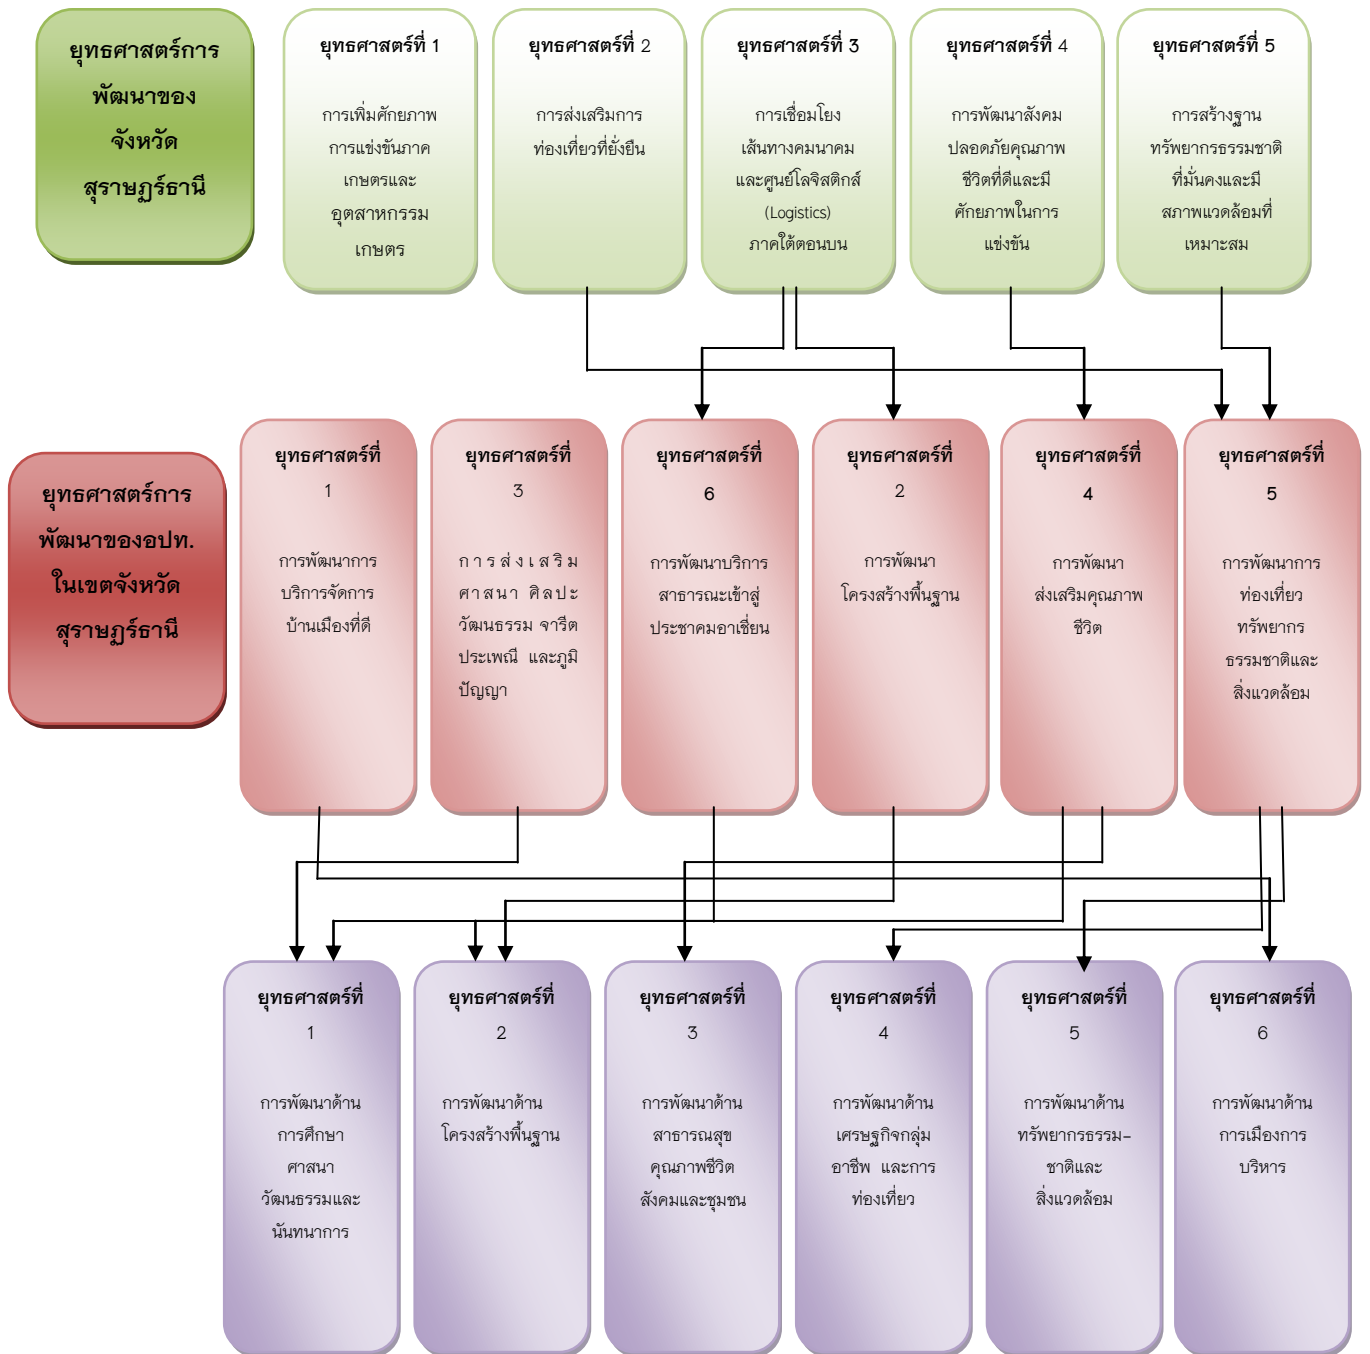 ยุทธศาสตร์การ
พัฒนาของ
จังหวัด
สุราษฎร์ธานี
ยุทธศาสตร์ที่ 1
การเพิ่มศักยภาพ
การแข่งขันภาค
เกษตรและ
อุตสาหกรรม
เกษตร
ยุทธศาสตร์ที่ 2
การส่งเสริมการ
ท่องเที่ยวที่ยั่งยืน
ยุทธศาสตร์ที่ 3
การเชื่อมโยง
เส้นทางคมนาคม
และศูนย์โลจิสติกส์
(Logistics)
ภาคใต้ตอนบน
ยุทธศาสตร์ที่ 4
การพัฒนาสังคม
ปลอดภัยคุณภาพ
ชีวิตที่ดีและมี
ศักยภาพในการ
แข่งขัน
ยุทธศาสตร์ที่ 5
การสร้างฐาน
ทรัพยากรธรรมชาติ
ที่มั่นคงและมี
สภาพแวดล้อมที่
เหมาะสม
ยุทธศาสตร์การ
พัฒนาของอปท.
ในเขตจังหวัด
สุราษฎร์ธานี
ยุทธศาสตร์ที่
1
การพัฒนาการ
บริการจัดการ
บ้านเมืองที่ดี
ยุทธศาสตร์ที่
3
การส่งเสริม
ศาสนา ศิลปะ
วัฒนธรรม จารีต
ประเพณี และภูมิ
ปัญญา
ยุทธศาสตร์ที่
6
การพัฒนาบริการ
สาธารณะเข้าสู่
ประชาคมอาเชี่ยน
ยุทธศาสตร์ที่
2
การพัฒนา
โครงสร้างพื้นฐาน
ยุทธศาสตร์ที่
4
การพัฒนา
ส่งเสริมคุณภาพ
ชีวิต
ยุทธศาสตร์ที่
5
การพัฒนาการ
ท่องเที่ยว
ทรัพยากร
ธรรมชาติและ
สิ่งแวดล้อม
ยุทธศาสตร์ที่
1
การพัฒนาด้าน
การศึกษา
ศาสนา
วัฒนธรรมและ
นันทนาการ
ยุทธศาสตร์ที่
2
การพัฒนาด้าน
โครงสร้างพื้นฐาน
ยุทธศาสตร์ที่
3
การพัฒนาด้าน
สาธารณสุข
คุณภาพชีวิต
สังคมและชุมชน
ยุทธศาสตร์ที่
4
การพัฒนาด้าน
เศรษฐกิจกลุ่ม
อาชีพ และการ
ท่องเที่ยว
ยุทธศาสตร์ที่
5
การพัฒนาด้าน
ทรัพยากรธรรม-
ชาติและ
สิ่งแวดล้อม
ยุทธศาสตร์ที่
6
การพัฒนาด้าน
การเมืองการ
บริหาร